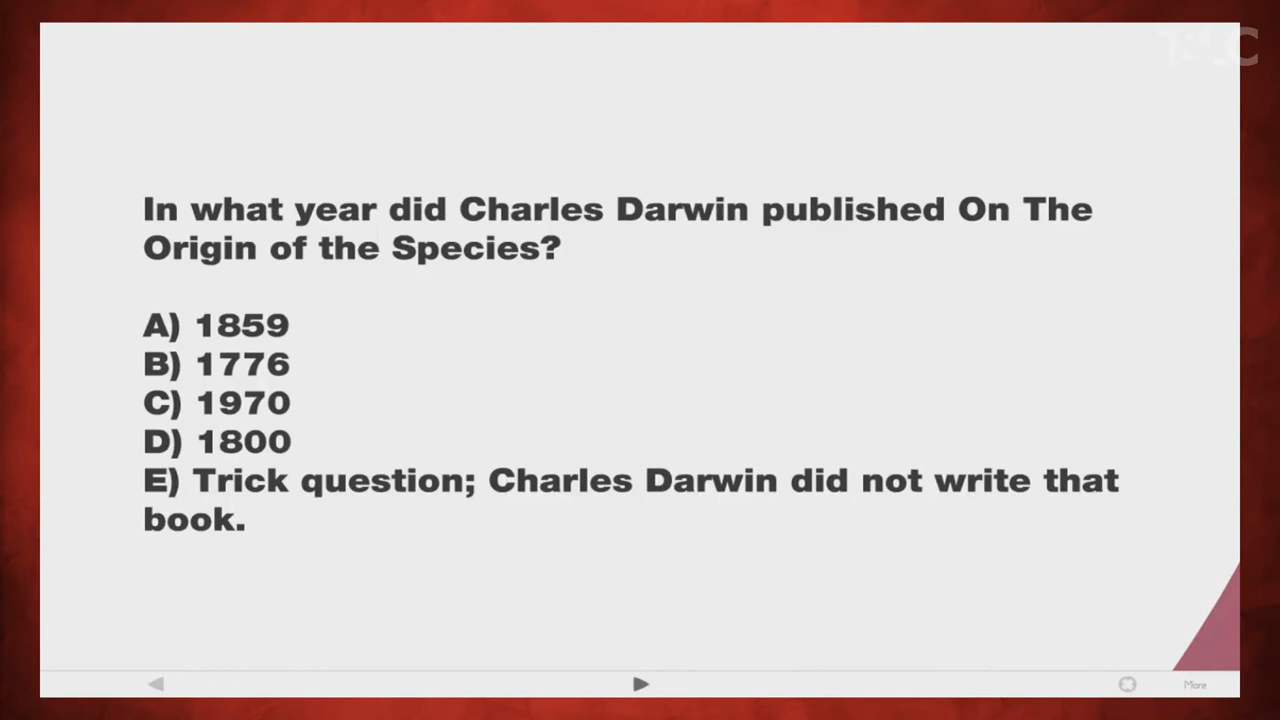 In what year did Charles Darwin published On The
Origin of the Species?
A) 1859
B) 1776
C) 1970
D) 1800
E) Trick question; Charles Darwin did not write that
book.
More